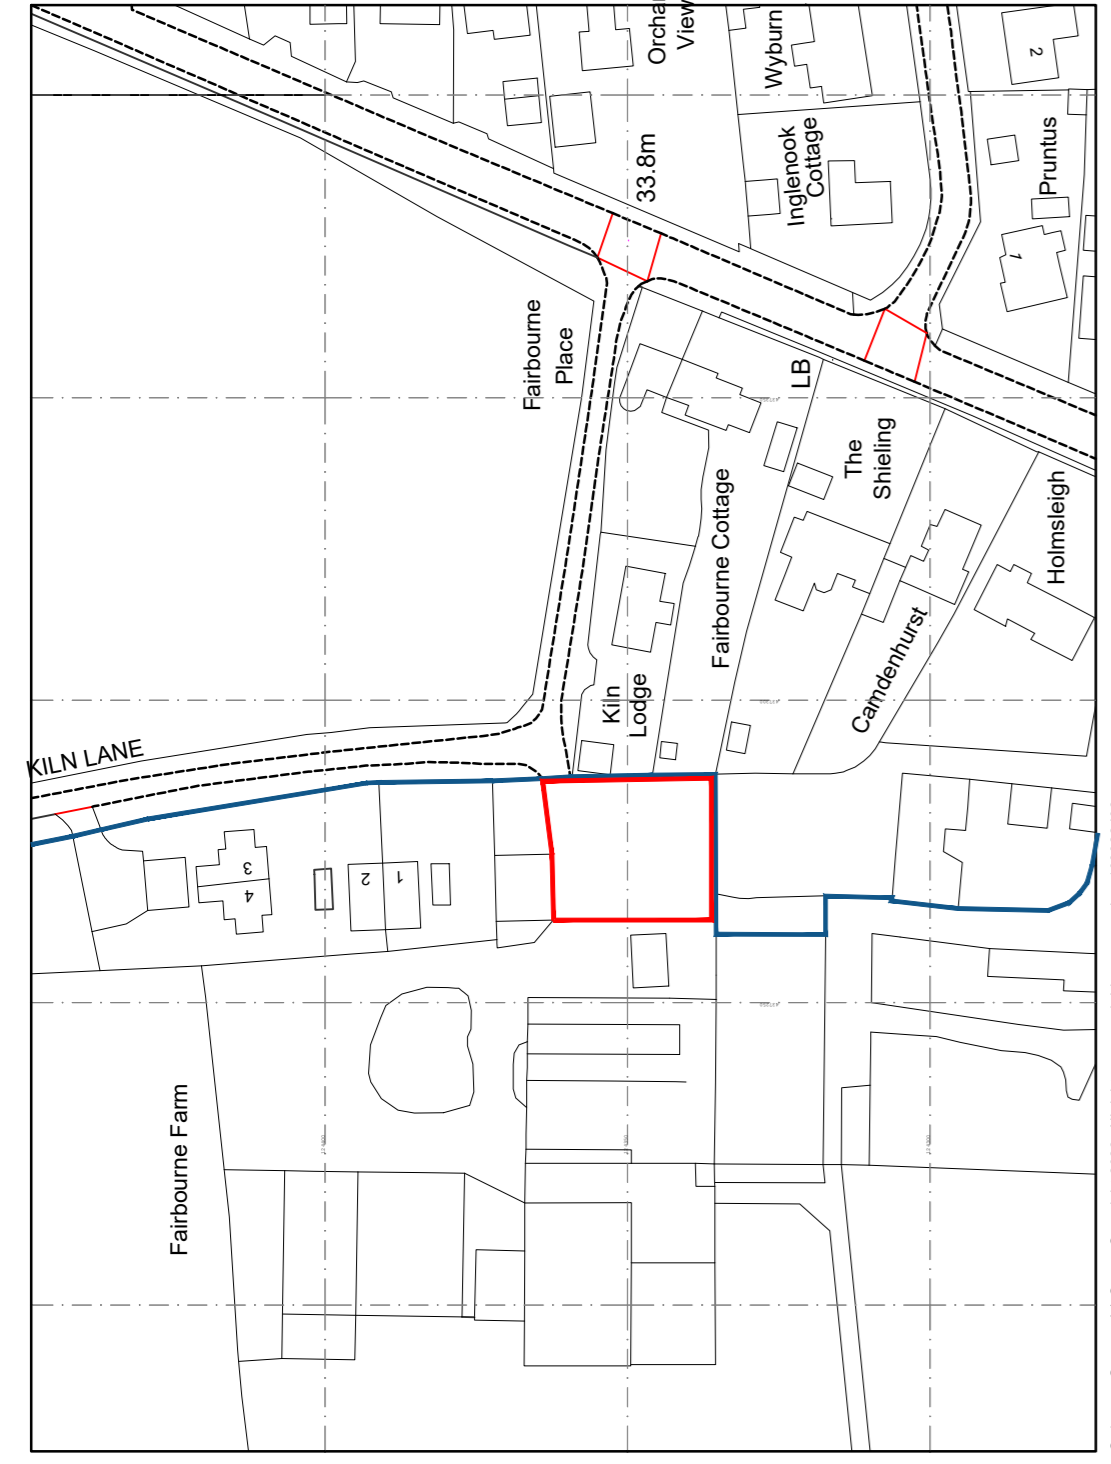 Orchar
View
Wyburn
2
33.8m
Inglenook
Cottage
Pruntus
1
Fairbourne
Place
LB
The
Shieling
Fairbourne Cottage
Holmsleigh
Camdenhurst
Kiln
Lodge
KILN LANE
3
4
2
1
Fairbourne Farm